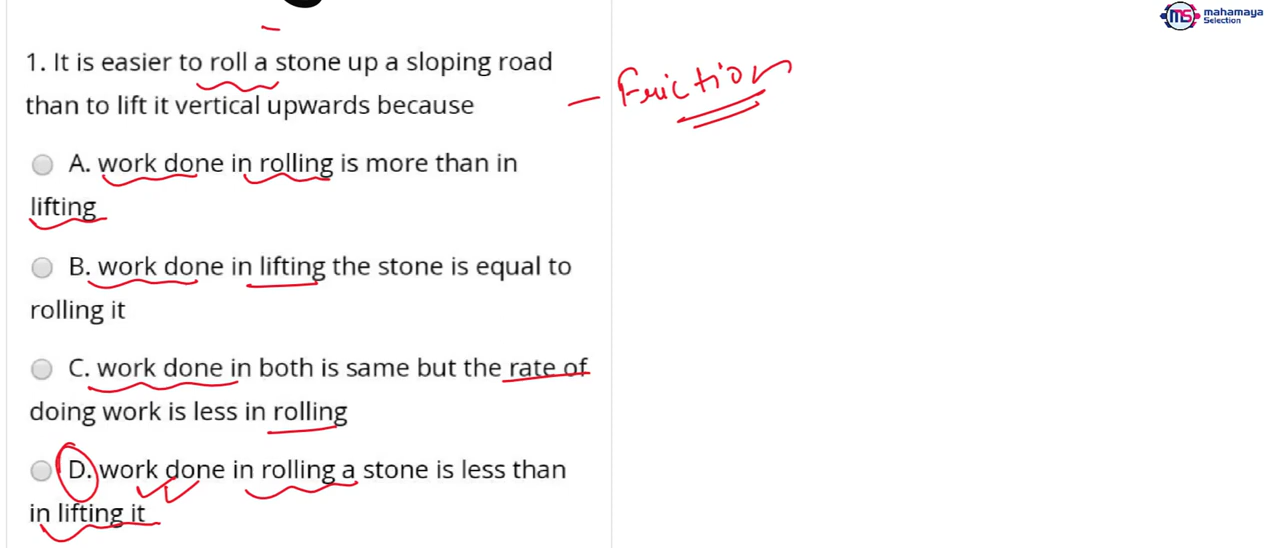 mahamaya
Selection
1. It is easier to roll a stone up a sloping road
than to lift it vertical upwards because
– Friction
A. work done in rolling is more than in
lifting
B. work done in lifting the stone is equal to
rolling it
C. work done in both is same but the rate of
doing work is less in rolling
D. work done in rolling a stone is less than
in lifting it